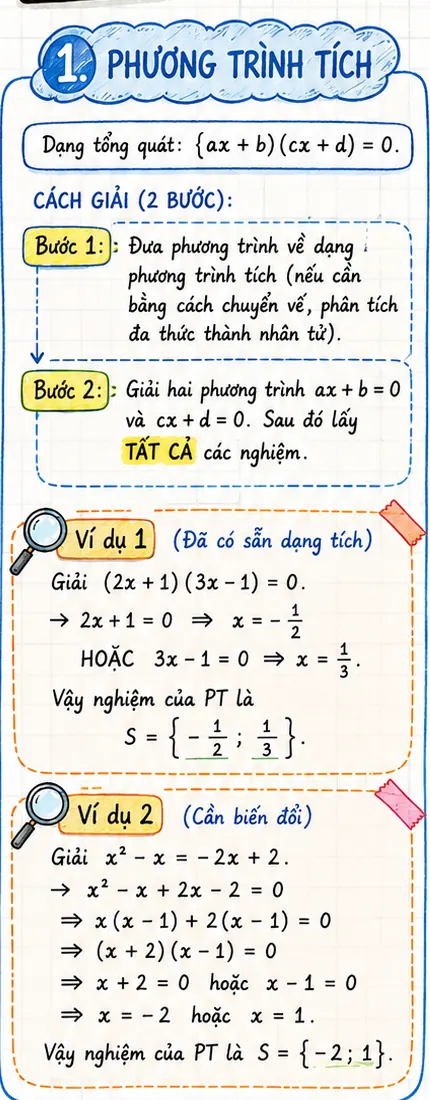 1. PHƯƠNG TRÌNH TÍCH
Dạng tổng quát: {ax + b)(cx + d) = 0.
CÁCH GIẢI (2 BƯỚC):
Bước 1: : Đưa phương trình về dạng
phương trình tích (nếu cần
bằng cách chuyển vế, phân tích
đa thức thành nhân tử).
Bước 2: : Giải hai phương trình ax + b = 0
và cx + d = 0. Sau đó lấy
TẤT CẢ các nghiệm.
Ví dụ 1 (Đã có sẵn dạng tích)
Giải (2x + 1)(3x − 1) = 0.
→ 2x + 1 = 0 ⇒ x = − 1/2
HOẶC 3x − 1 = 0 ⇒ x = 1/3.
Vậy nghiệm của PT là
S = { − 1/2 ; 1/3 }.
Ví dụ 2 (Cần biến đổi)
Giải x² − x = − 2x + 2.
→ x² − x + 2x − 2 = 0
⇒ x(x − 1) + 2(x − 1) = 0
⇒ (x + 2)(x − 1) = 0
⇒ x + 2 = 0 hoặc x − 1 = 0
⇒ x = −2 hoặc x = 1.
Vậy nghiệm của PT là S = {−2; 1}.